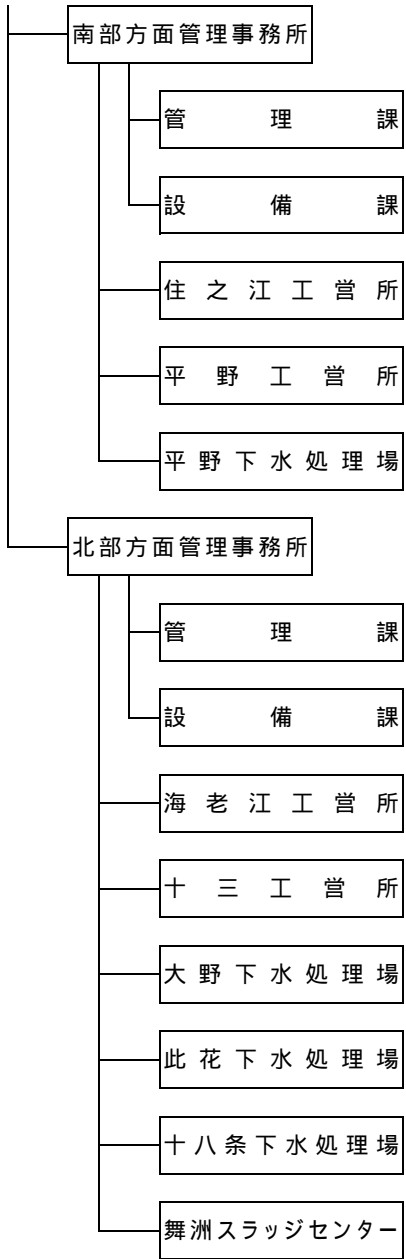 南部方面管理事務所
管理課
設備課
住之江工営所
平野工営所
平野下水処理場
北部方面管理事務所
管理課
設備課
海老江工営所
十三工営所
大野下水処理場
此花下水処理場
十八条下水処理場
舞洲スラッジセンター